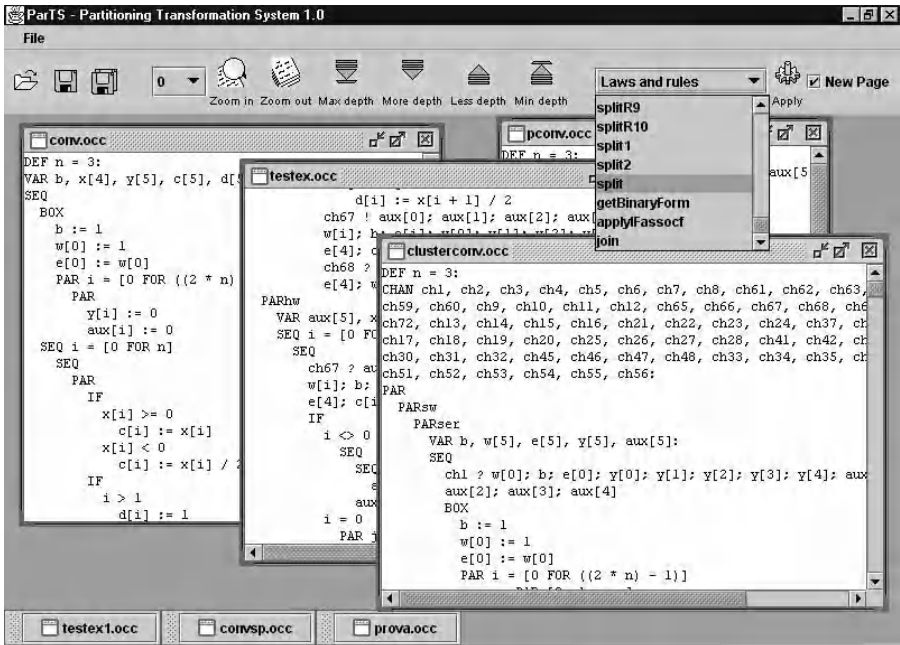 ParTS - Partitioning Transformation System 1.0
File
0
Zoom in Zoom out Max depth More depth Less depth Min depth
Laws and rules
Apply
New Page
splitR9
splitR10
split1
split2
split
getBinaryForm
applyIFassocf
join
conv.occ
DEF n = 3:
VAR b, x[4], y[5], c[5],
SEQ
BOX
b := 1
w[0] := 1
e[0] := w[0]
PAR i = [0 FOR ((2 * n)
PAR
y[i] := 0
aux[i] := 0
SEQ i = [0 FOR n]
SEQ
PAR
IF
x[i] >= 0
c[i] := x[i]
x[i] < 0
c[i] := x[i] /
IF
i > 1
d[i] := 1
testex.occ
d[i] := x[i + 1] / 2
ch67 ! aux[0]; aux[1]; aux[2];
w[i]; b;
e[4];
ch68 ?
e[4];
PARhw
VAR aux[5],
SEQ i = [0
SEQ
ch67 ?
w[i]; b;
e[4];
IF
i <> 0
SEQ
i = 0
PAR
pconv.occ
DEF n = 3:
clusterconv.occ
DEF n = 3:
CHAN ch1, ch2, ch3, ch4, ch5, ch6, ch7, ch8, ch61, ch62, ch63,
ch59, ch60, ch9, ch10, ch11, ch12, ch65, ch66, ch67, ch68,
ch72, ch13, ch14, ch15, ch16, ch21, ch22, ch23, ch24, ch37,
ch17, ch18, ch19, ch20, ch25, ch26, ch27, ch28, ch41, ch42,
ch30, ch31, ch32, ch45, ch46, ch47, ch48, ch33, ch34, ch35,
ch51, ch52, ch53, ch54, ch55, ch56:
PAR
PARsw
PARser
VAR b, w[5], e[5], y[5], aux[5]:
SEQ
ch1 ? w[0]; b; e[0]; y[0]; y[1]; y[2]; y[3]; y[4]; aux
aux[2]; aux[3]; aux[4]
BOX
b := 1
w[0] := 1
e[0] := w[0]
PAR i = [0 FOR ((2 * n) - 1)]
testex1.occ
convsp.occ
prova.occ